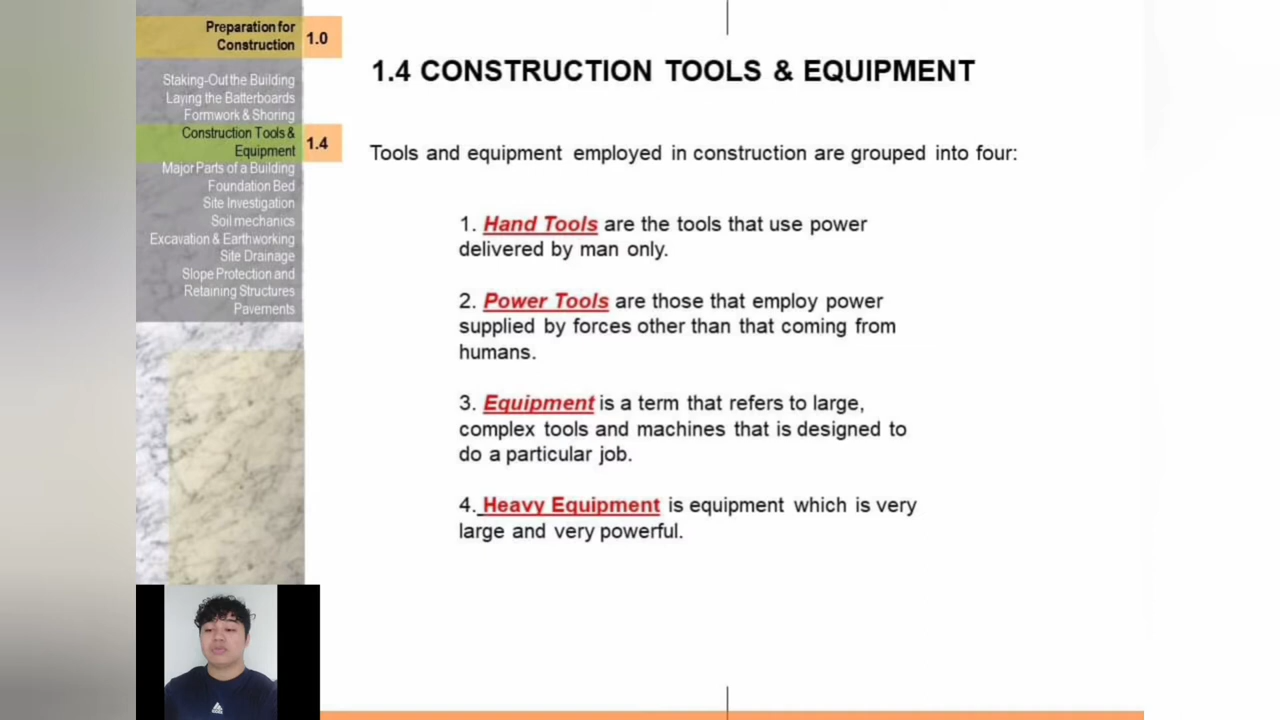 Preparation for
Construction
1.0
Staking-Out the Building
Laying the Batterboards
Formwork & Shoring
Construction Tools &
Equipment
1.4
Major Parts of a Building
Foundation Bed
Site Investigation
Soil mechanics
Excavation & Earthworking
Site Drainage
Slope Protection and
Retaining Structures
Pavements
1.4 CONSTRUCTION TOOLS & EQUIPMENT
Tools and equipment employed in construction are grouped into four:
1. Hand Tools are the tools that use power
delivered by man only.
2. Power Tools are those that employ power
supplied by forces other than that coming from
humans.
3. Equipment is a term that refers to large,
complex tools and machines that is designed to
do a particular job.
4. Heavy Equipment is equipment which is very
large and very powerful.